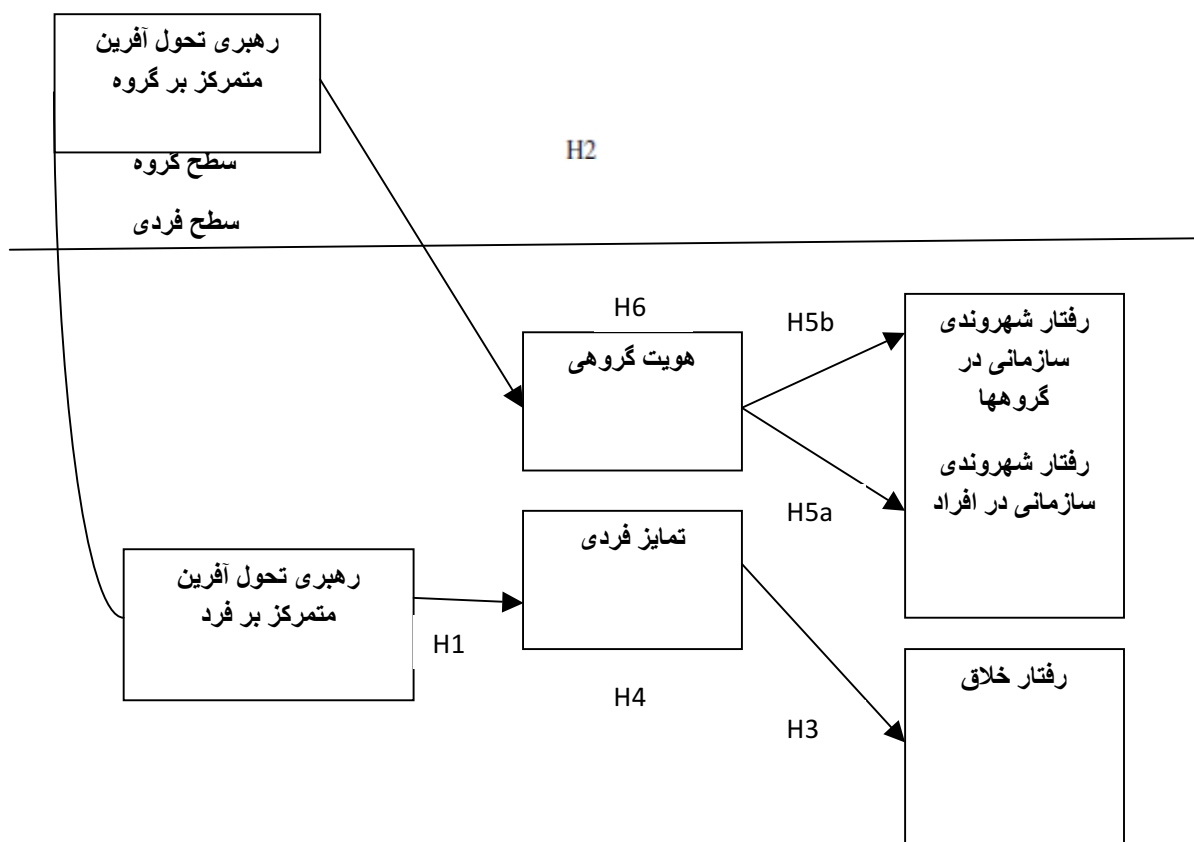 رهبری تحول آفرین
متمرکز بر گروه
سطح گروه
H2
سطح فردی
H6
H5b
هویت گروهی
رفتار شهروندی
سازمانی در
گروهها
رفتار شهروندی
سازمانی در افراد
H5a
تمایز فردی
رهبری تحول آفرین
متمرکز بر فرد
H1
H4
H3
رفتار خلاق